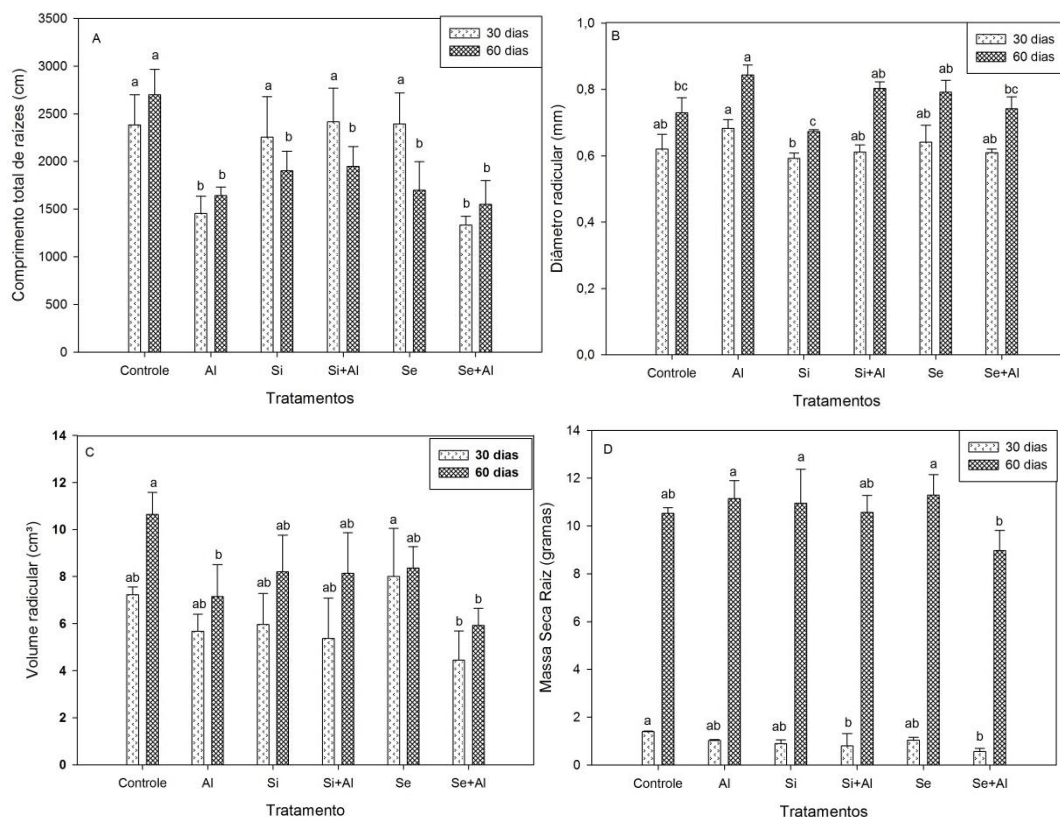 A
30 dias
60 dias
Comprimento total de raízes (cm)
3500
3000
2500
2000
1500
1000
500
0
a a
b b
a b
a b
a b
b b
Controle Al Si Si+Al Se Se+Al
Tratamentos
B
30 dias
60 dias
Diâmetro radicular (mm)
1,0
0,8
0,6
0,4
0,2
0,0
ab bc
a a
b c
ab ab
ab ab
ab bc
Controle Al Si Si+Al Se Se+Al
Tratamentos
C
30 dias
60 dias
Volume radicular (cm³)
14
12
10
8
6
4
2
0
ab a
ab b
ab ab
ab ab
a ab
b b
Controle Al Si Si+Al Se Se+Al
Tratamento
D
30 dias
60 dias
Massa Seca Raiz (gramas)
14
12
10
8
6
4
2
0
a ab
ab a
ab a
b ab
ab a
b b
Controle Al Si Si+Al Se Se+Al
Tratamentos